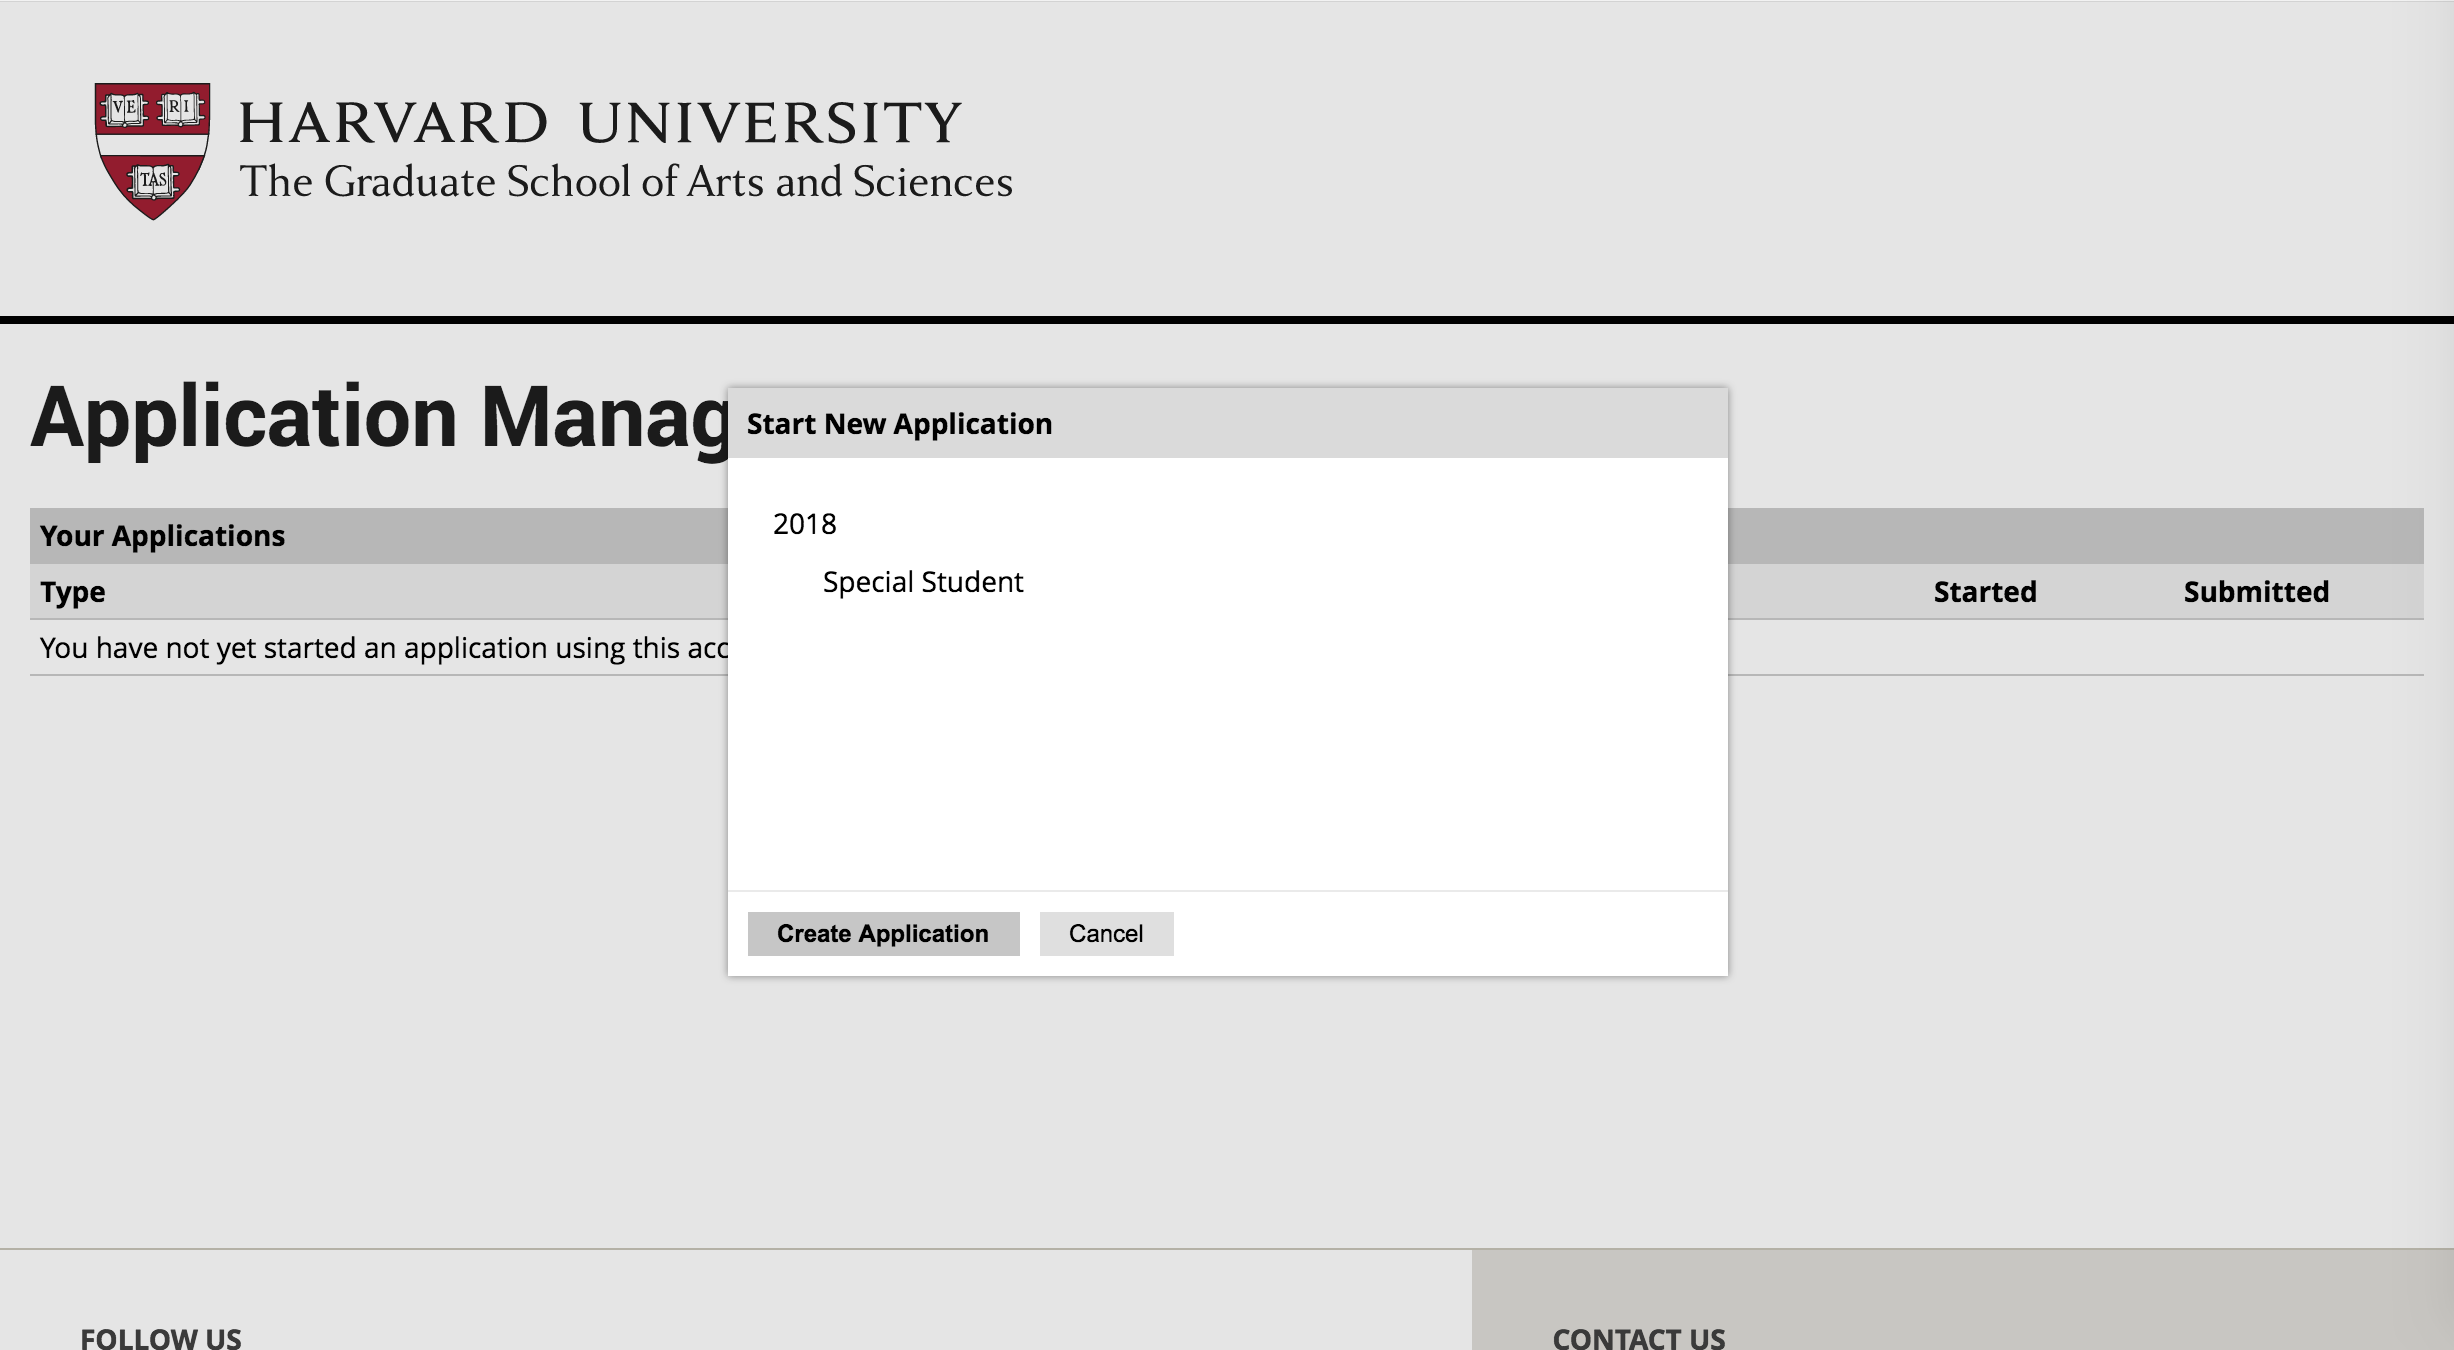 VE RI
TAS
HARVARD UNIVERSITY
The Graduate School of Arts and Sciences
Application Manag
Start New Application
2018
Special Student
Create Application Cancel
Your Applications
Type Started Submitted
You have not yet started an application using this acc
FOLLOW US
CONTACT US